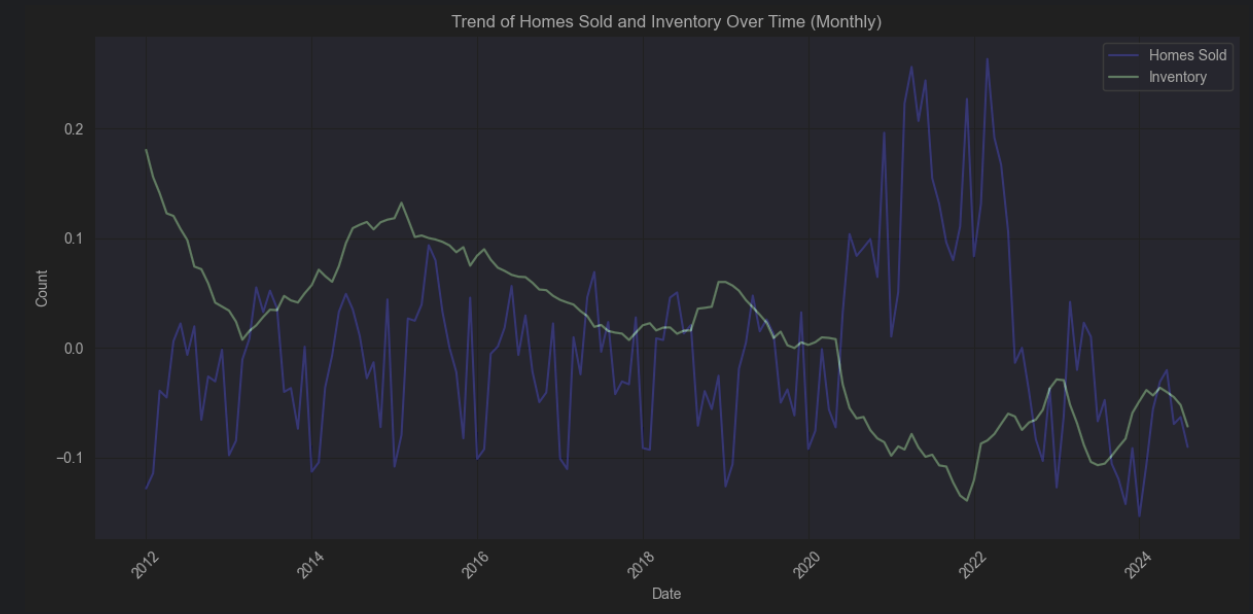 Trend of Homes Sold and Inventory Over Time (Monthly)
Homes Sold
Inventory
Count
0.2
0.1
0.0
−0.1
2012
2014
2016
2018
2020
2022
2024
Date